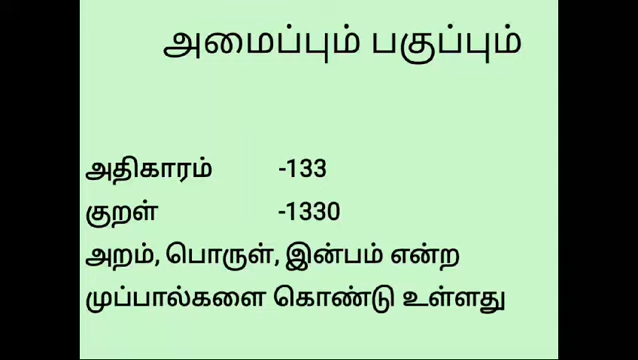 அமைப்பும் பகுப்பும்
அதிகாரம் -133
குறள் -1330
அறம், பொருள், இன்பம் என்ற
முப்பால்களை கொண்டு உள்ளது